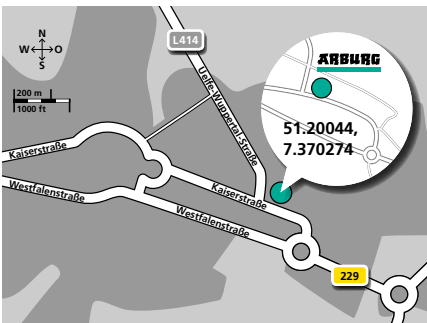 N
W O
S
L414
ARBURG
200 m
1000 ft
Uelfe-Wuppertal-Straße
51.20044,
7.370274
Kaiserstraße
Westfalenstraße
Kaiserstraße
Westfalenstraße
229